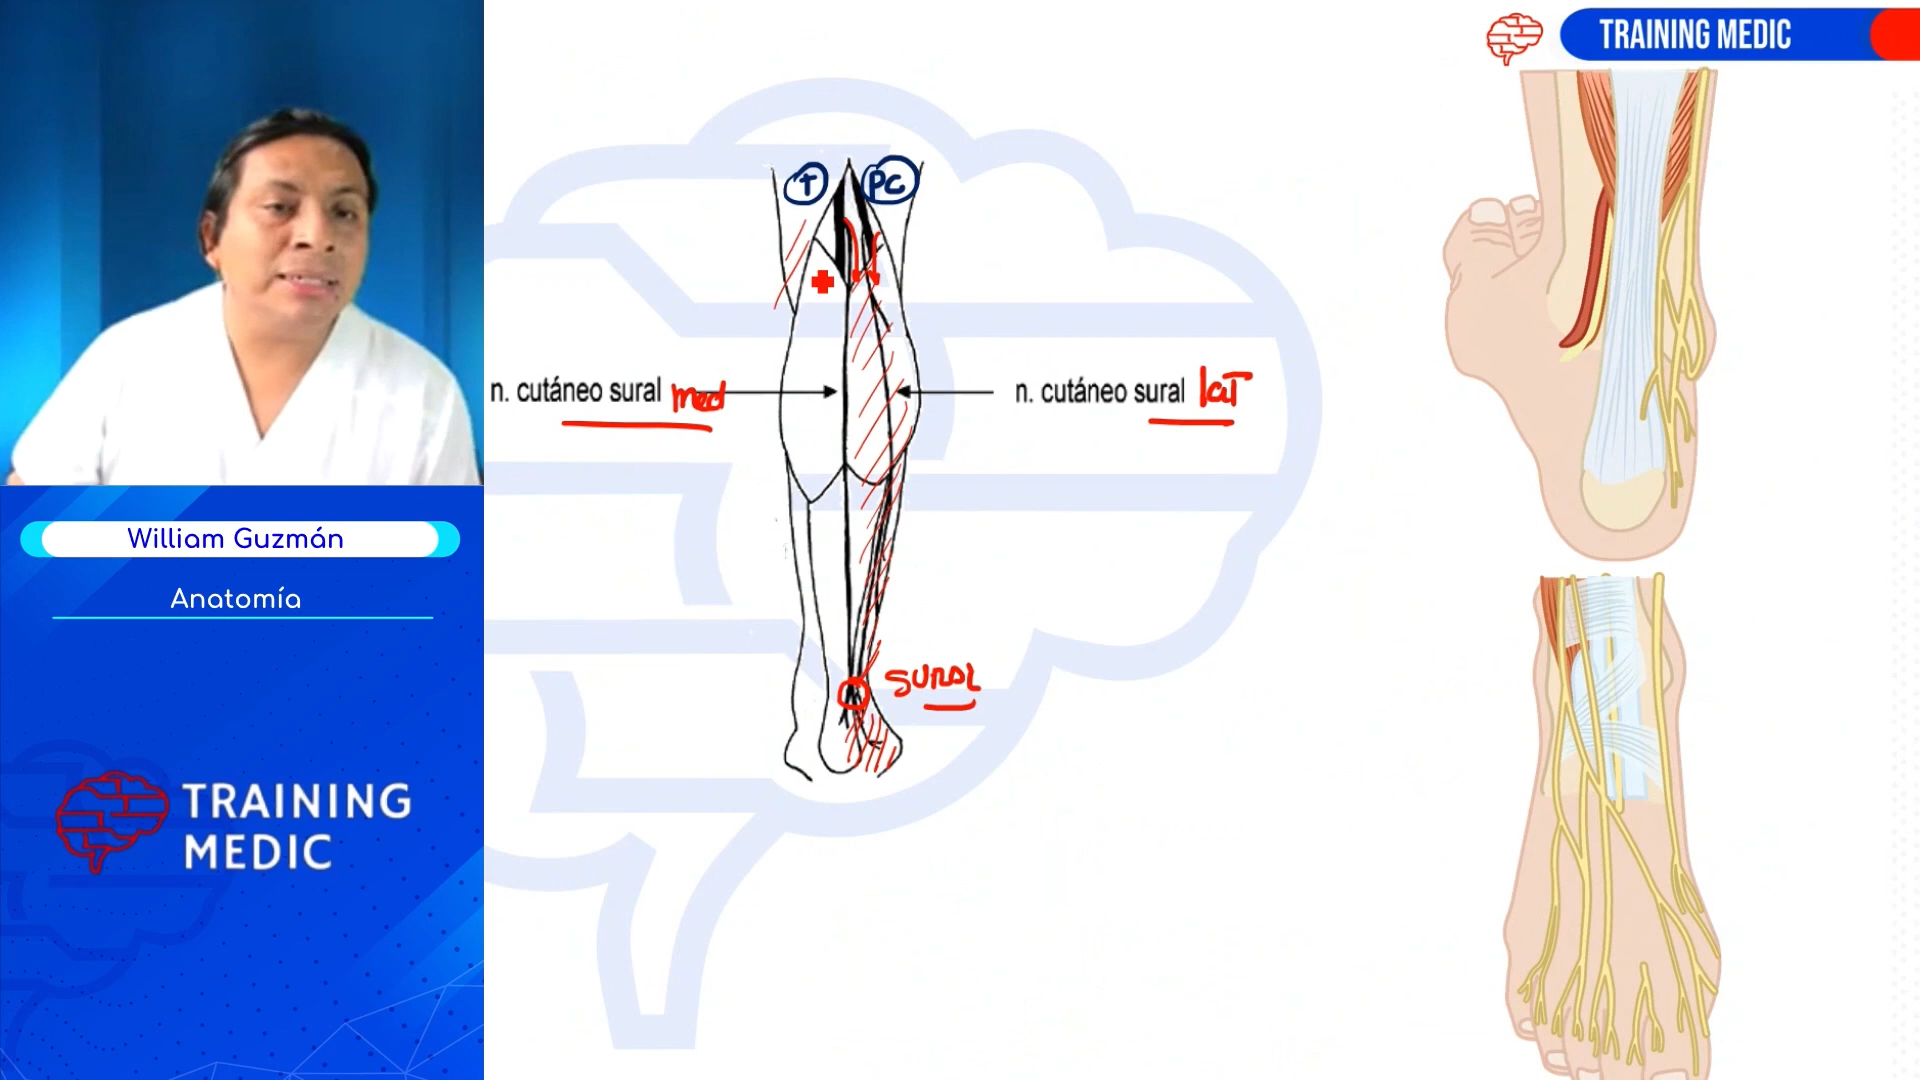 TRAINING MEDIC
T
PC
n. cutáneo sural med
n. cutáneo sural lat
SURAL
William Guzmán
Anatomía
TRAINING
MEDIC